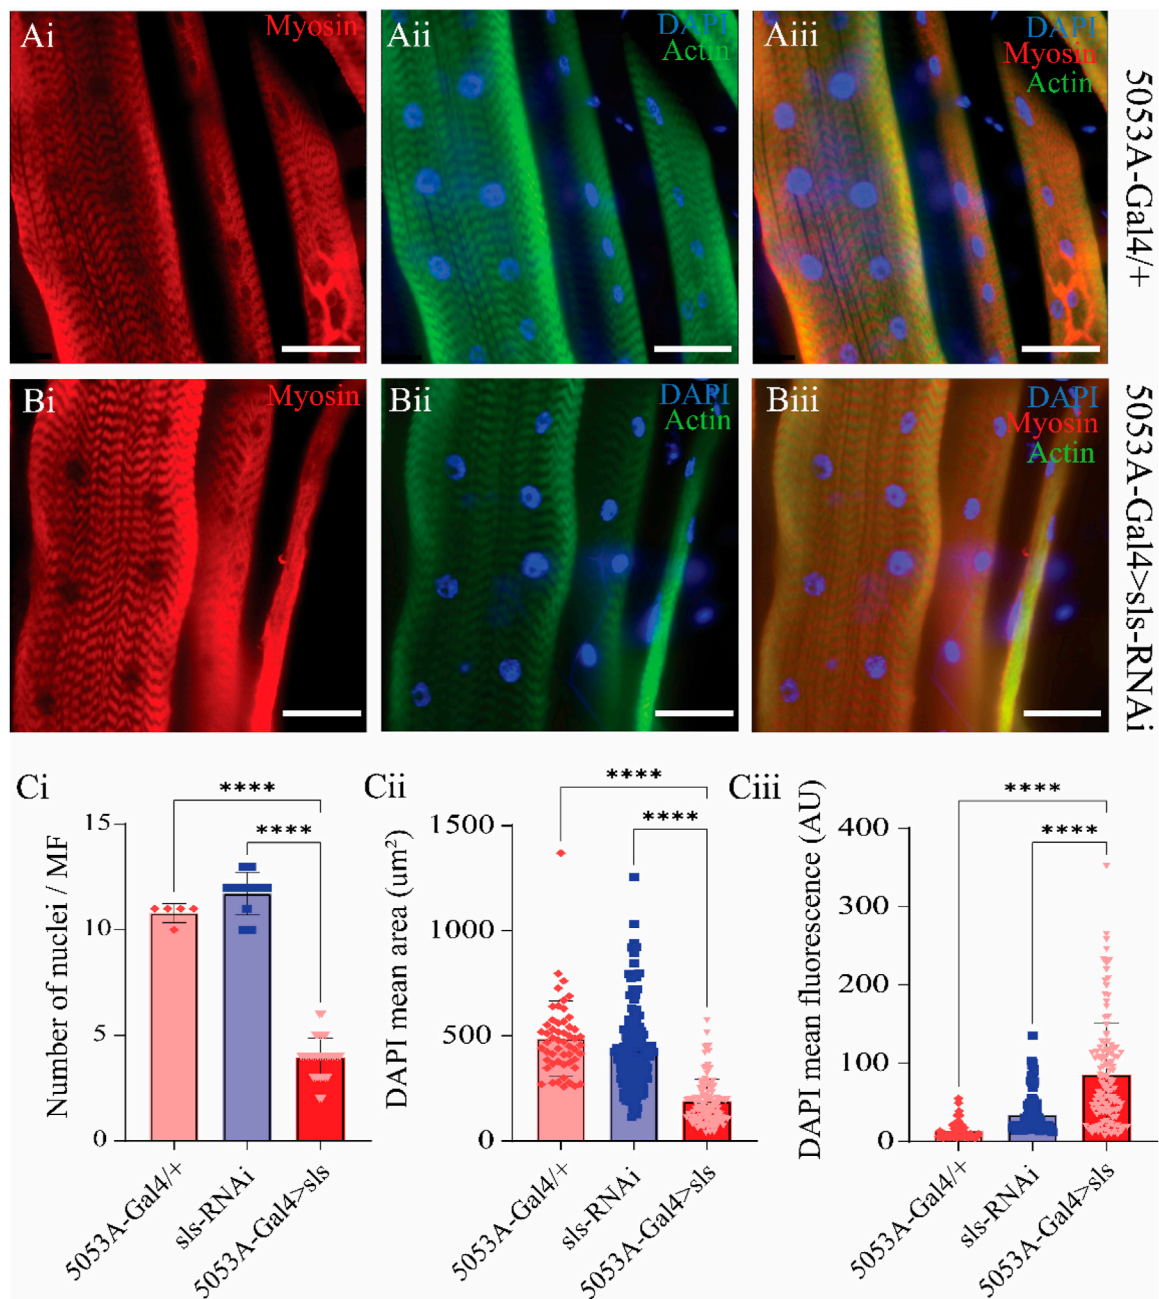 Ai
Myosin
Aii
DAPI
Actin
Aiii
DAPI
Myosin
Actin
5053A-Gal4/+
Bi
Myosin
Bii
DAPI
Actin
Biii
DAPI
Myosin
Actin
5053A-Gal4>sls-RNAi
Ci
****
****
Number of nuclei / MF
15
10
5
0
5053A-Gal4/+
sls-RNAi
5053A-Gal4>sls
Cii
****
****
DAPI mean area (um²)
1500
1000
500
0
5053A-Gal4/+
sls-RNAi
5053A-Gal4>sls
Ciii
****
****
DAPI mean fluorescence (AU)
400
300
200
100
0
5053A-Gal4/+
sls-RNAi
5053A-Gal4>sls